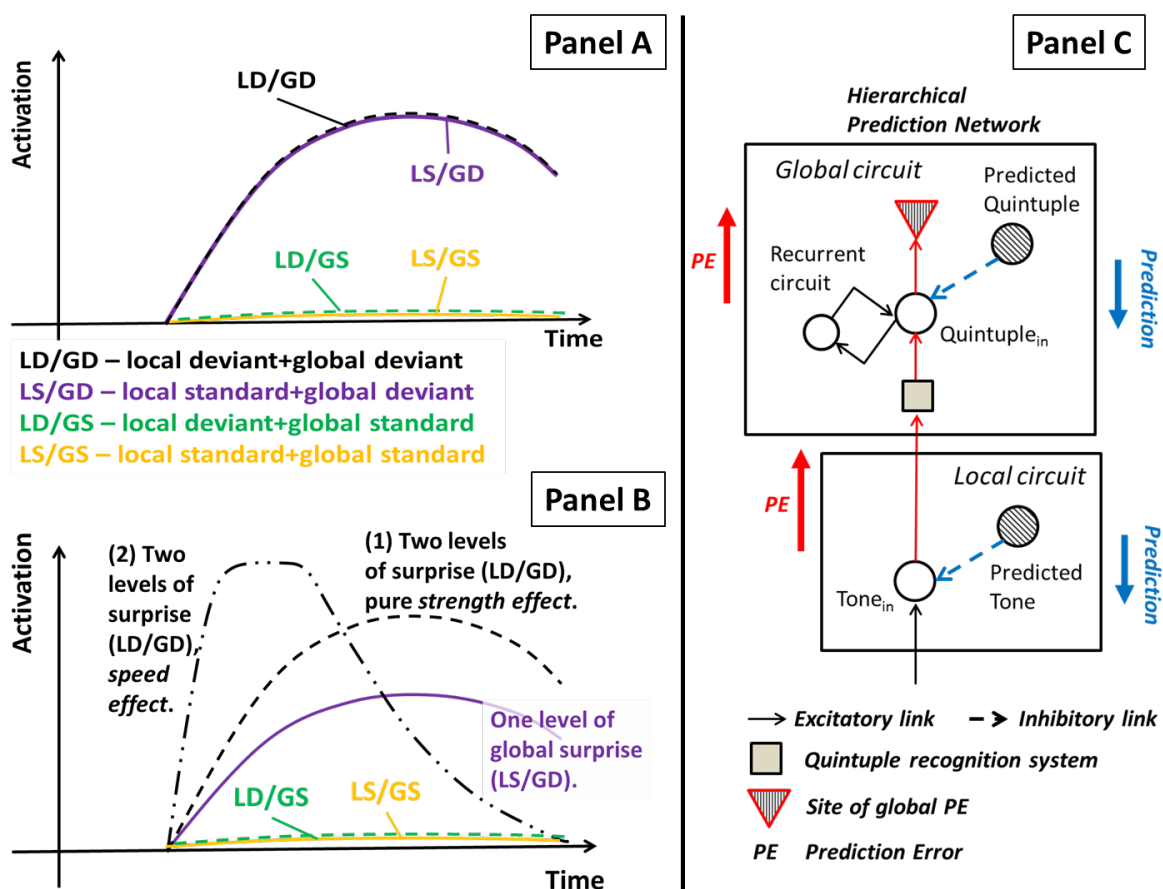 Panel A
Activation
LD/GD
LS/GD
LD/GS
LS/GS
Time
LD/GD – local deviant+global deviant
LS/GD – local standard+global deviant
LD/GS – local deviant+global standard
LS/GS – local standard+global standard
Panel B
Activation
(2) Two
levels of
surprise
(LD/GD),
speed
effect.
(1) Two levels
of surprise (LD/GD),
pure strength effect.
One level of
global surprise
(LS/GD).
LD/GS
LS/GS
Time
Panel C
Hierarchical
Prediction Network
Global circuit
Predicted
Quintuple
PE
Recurrent
circuit
Quintuplein
Prediction
Local circuit
PE
Tonein
Predicted
Tone
Prediction
Excitatory link
Inhibitory link
Quintuple recognition system
Site of global PE
PE Prediction Error